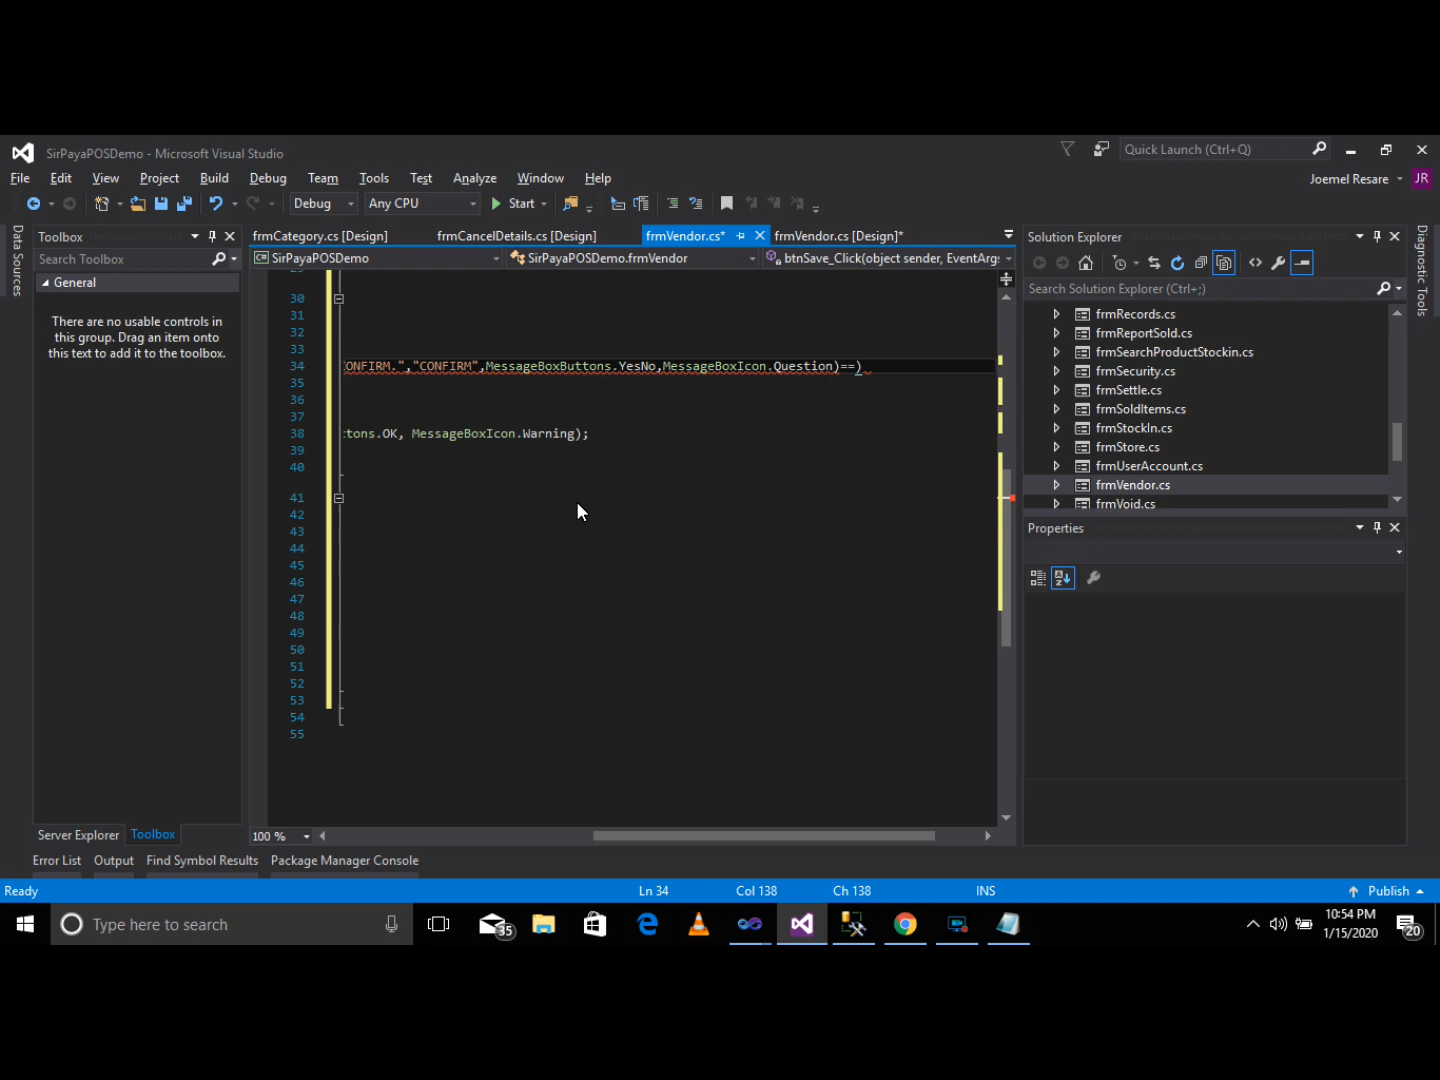 SirPayaPOSDemo - Microsoft Visual Studio
Quick Launch (Ctrl+Q)
File Edit View Project Build Debug Team Tools Test Analyze Window Help
Joemel Resare JR
Debug Any CPU Start
Data Sources
Toolbox
Search Toolbox
General
There are no usable controls in
this group. Drag an item onto
this text to add it to the toolbox.
Server Explorer Toolbox
frmCategory.cs [Design] frmCancelDetails.cs [Design] frmVendor.cs* frmVendor.cs [Design]*
SirPayaPOSDemo SirPayaPOSDemo.frmVendor btnSave_Click(object sender, EventArgs
30
31
32
33
34 CONFIRM.","CONFIRM",MessageBoxButtons.YesNo,MessageBoxIcon.Question)==)
35
36
37
38 tons.OK, MessageBoxIcon.Warning);
39
40
41
42
43
44
45
46
47
48
49
50
51
52
53
54
55
100 %
Solution Explorer
Search Solution Explorer (Ctrl+;)
frmRecords.cs
frmReportSold.cs
frmSearchProductStockin.cs
frmSecurity.cs
frmSettle.cs
frmSoldItems.cs
frmStockIn.cs
frmStore.cs
frmUserAccount.cs
frmVendor.cs
frmVoid.cs
Properties
Diagnostic Tools
Error List Output Find Symbol Results Package Manager Console
Ready Ln 34 Col 138 Ch 138 INS Publish
Type here to search
35
10:54 PM
1/15/2020
20